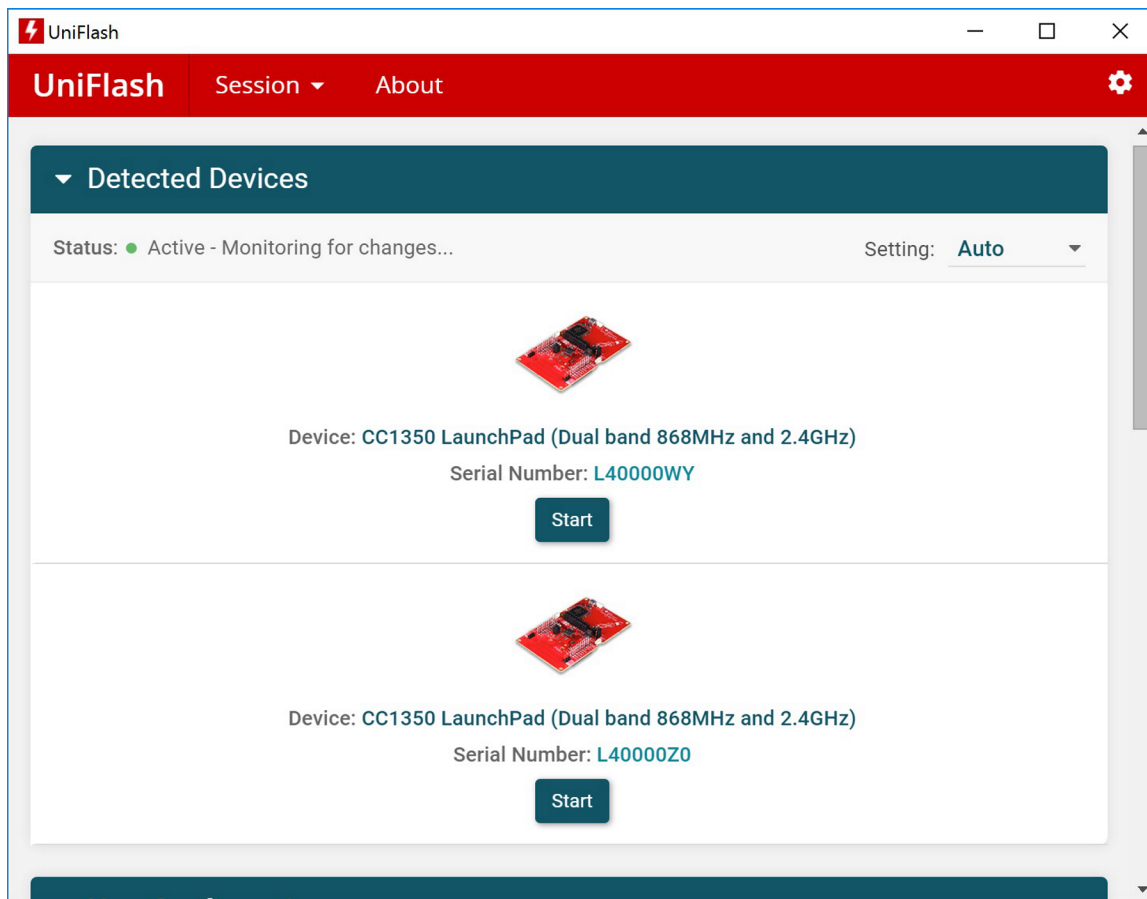 UniFlash
UniFlash Session About
Detected Devices
Status: Active - Monitoring for changes... Setting: Auto
Device: CC1350 LaunchPad (Dual band 868MHz and 2.4GHz)
Serial Number: L40000WY
Start
Device: CC1350 LaunchPad (Dual band 868MHz and 2.4GHz)
Serial Number: L40000Z0
Start